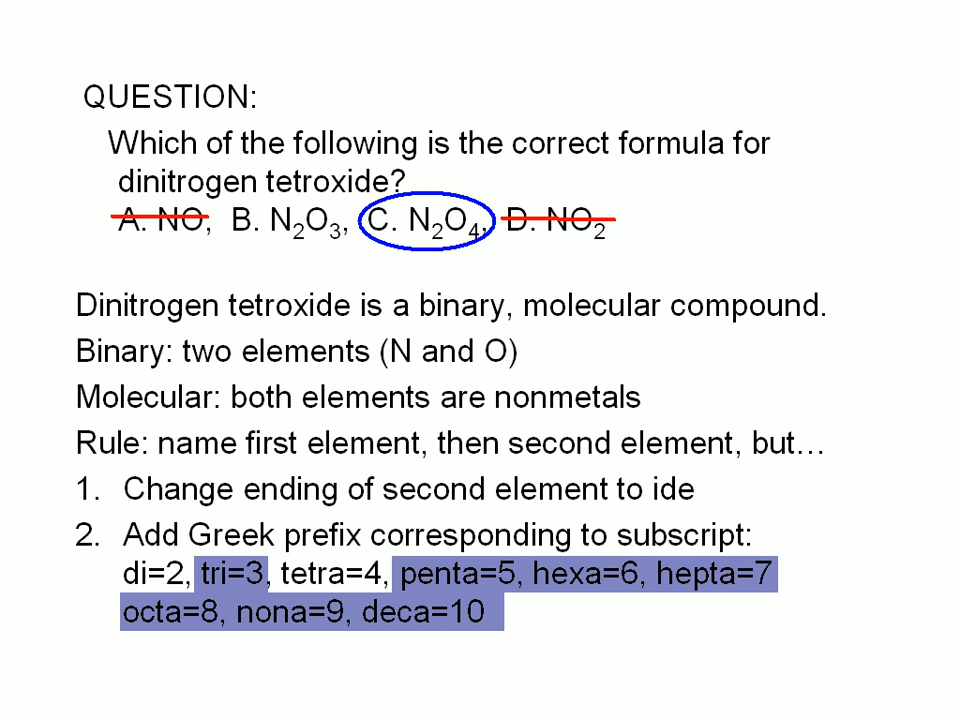 QUESTION:
Which of the following is the correct formula for
dinitrogen tetroxide?
A. NO, B. N₂O₃, C. N₂O₄, D. NO₂
Dinitrogen tetroxide is a binary, molecular compound.
Binary: two elements (N and O)
Molecular: both elements are nonmetals
Rule: name first element, then second element, but…
1. Change ending of second element to ide
2. Add Greek prefix corresponding to subscript:
di=2, tri=3, tetra=4, penta=5, hexa=6, hepta=7
octa=8, nona=9, deca=10